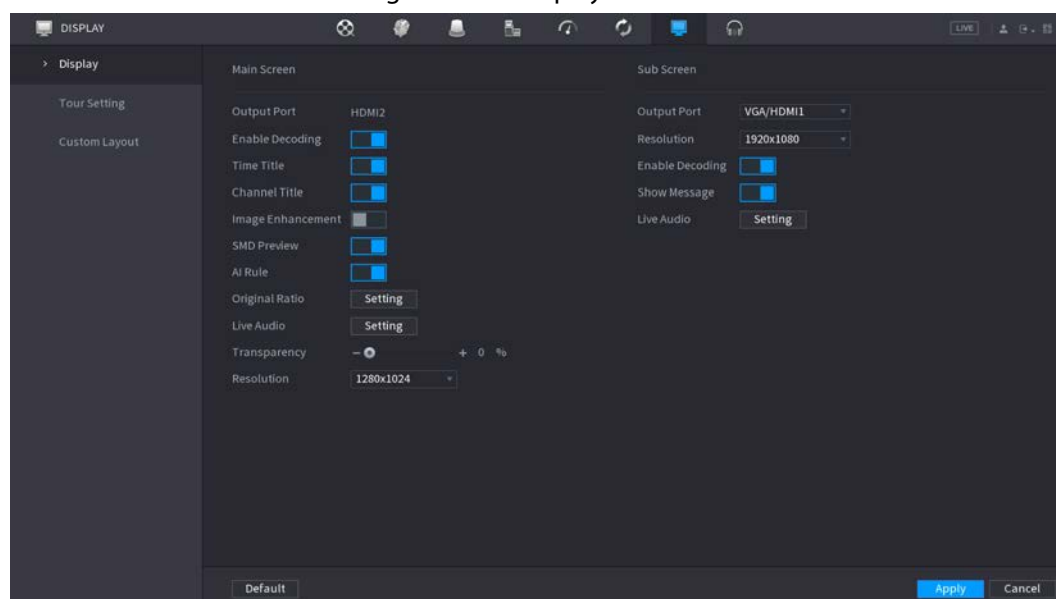 DISPLAY
LIVE
Display
Tour Setting
Custom Layout
Main Screen
Output Port HDMI2
Enable Decoding
Time Title
Channel Title
Image Enhancement
SMD Preview
AI Rule
Original Ratio Setting
Live Audio Setting
Transparency - + 0 %
Resolution 1280x1024
Sub Screen
Output Port VGA/HDMI1
Resolution 1920x1080
Enable Decoding
Show Message
Live Audio Setting
Default
Apply Cancel